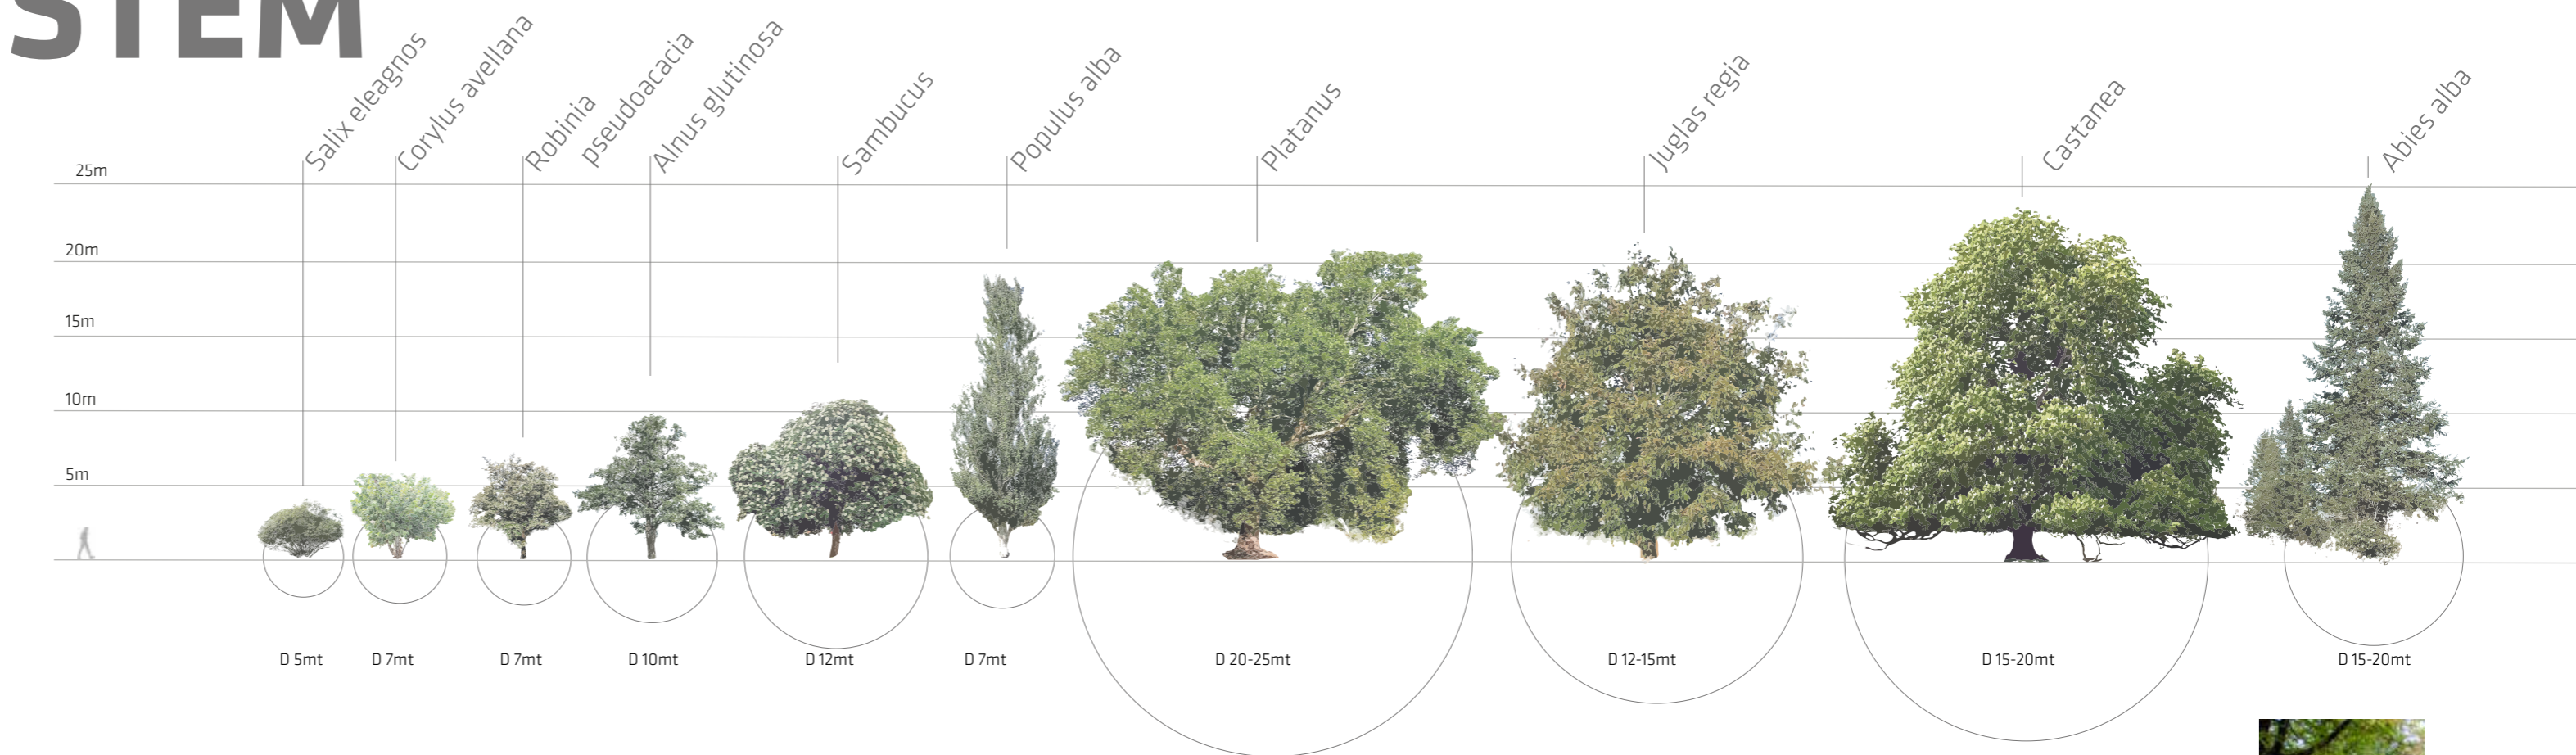 STEM
Salix eleagnos
Corylus avellana
Robinia
pseudoacacia
Alnus glutinosa
Sambucus
Populus alba
Platanus
Juglas regia
Castanea
Abies alba
25m
20m
15m
10m
5m
D 5mt
D 7mt
D 7mt
D 10mt
D 12mt
D 7mt
D 20-25mt
D 12-15mt
D 15-20mt
D 15-20mt